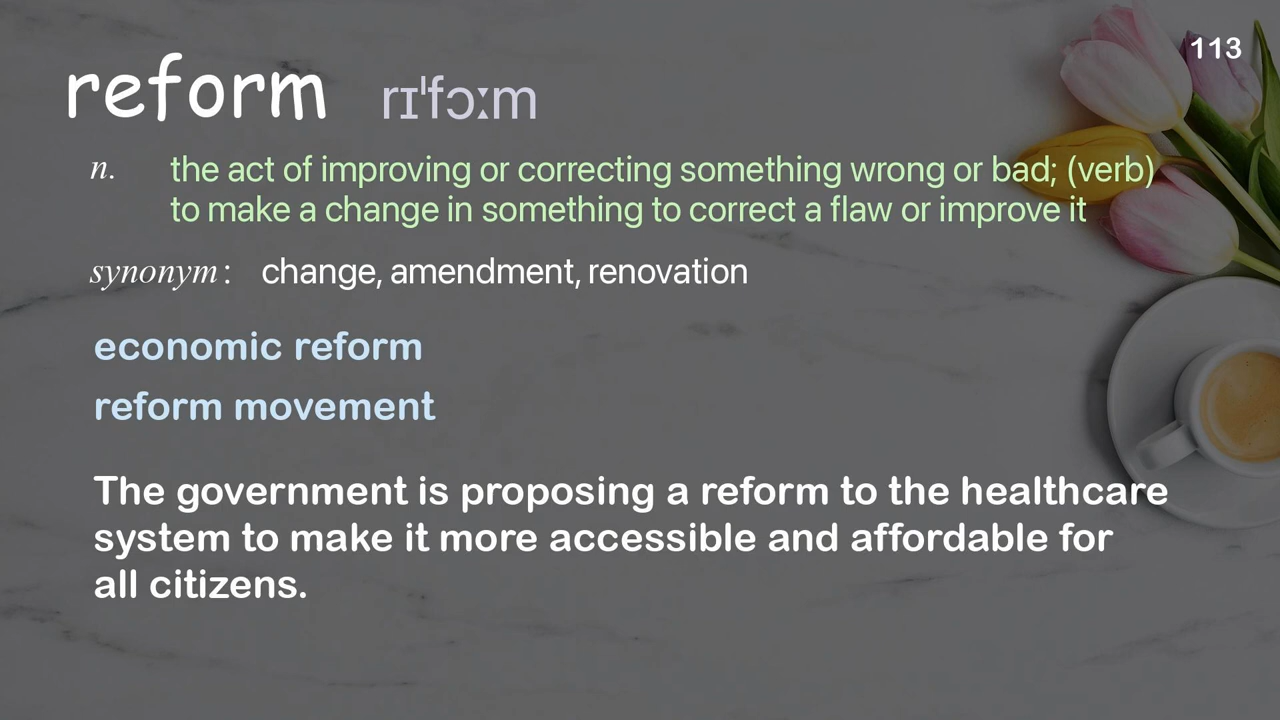 113
reform rɪˈfɔːm
n. the act of improving or correcting something wrong or bad; (verb)
to make a change in something to correct a flaw or improve it
synonym: change, amendment, renovation
economic reform
reform movement
The government is proposing a reform to the healthcare
system to make it more accessible and affordable for
all citizens.